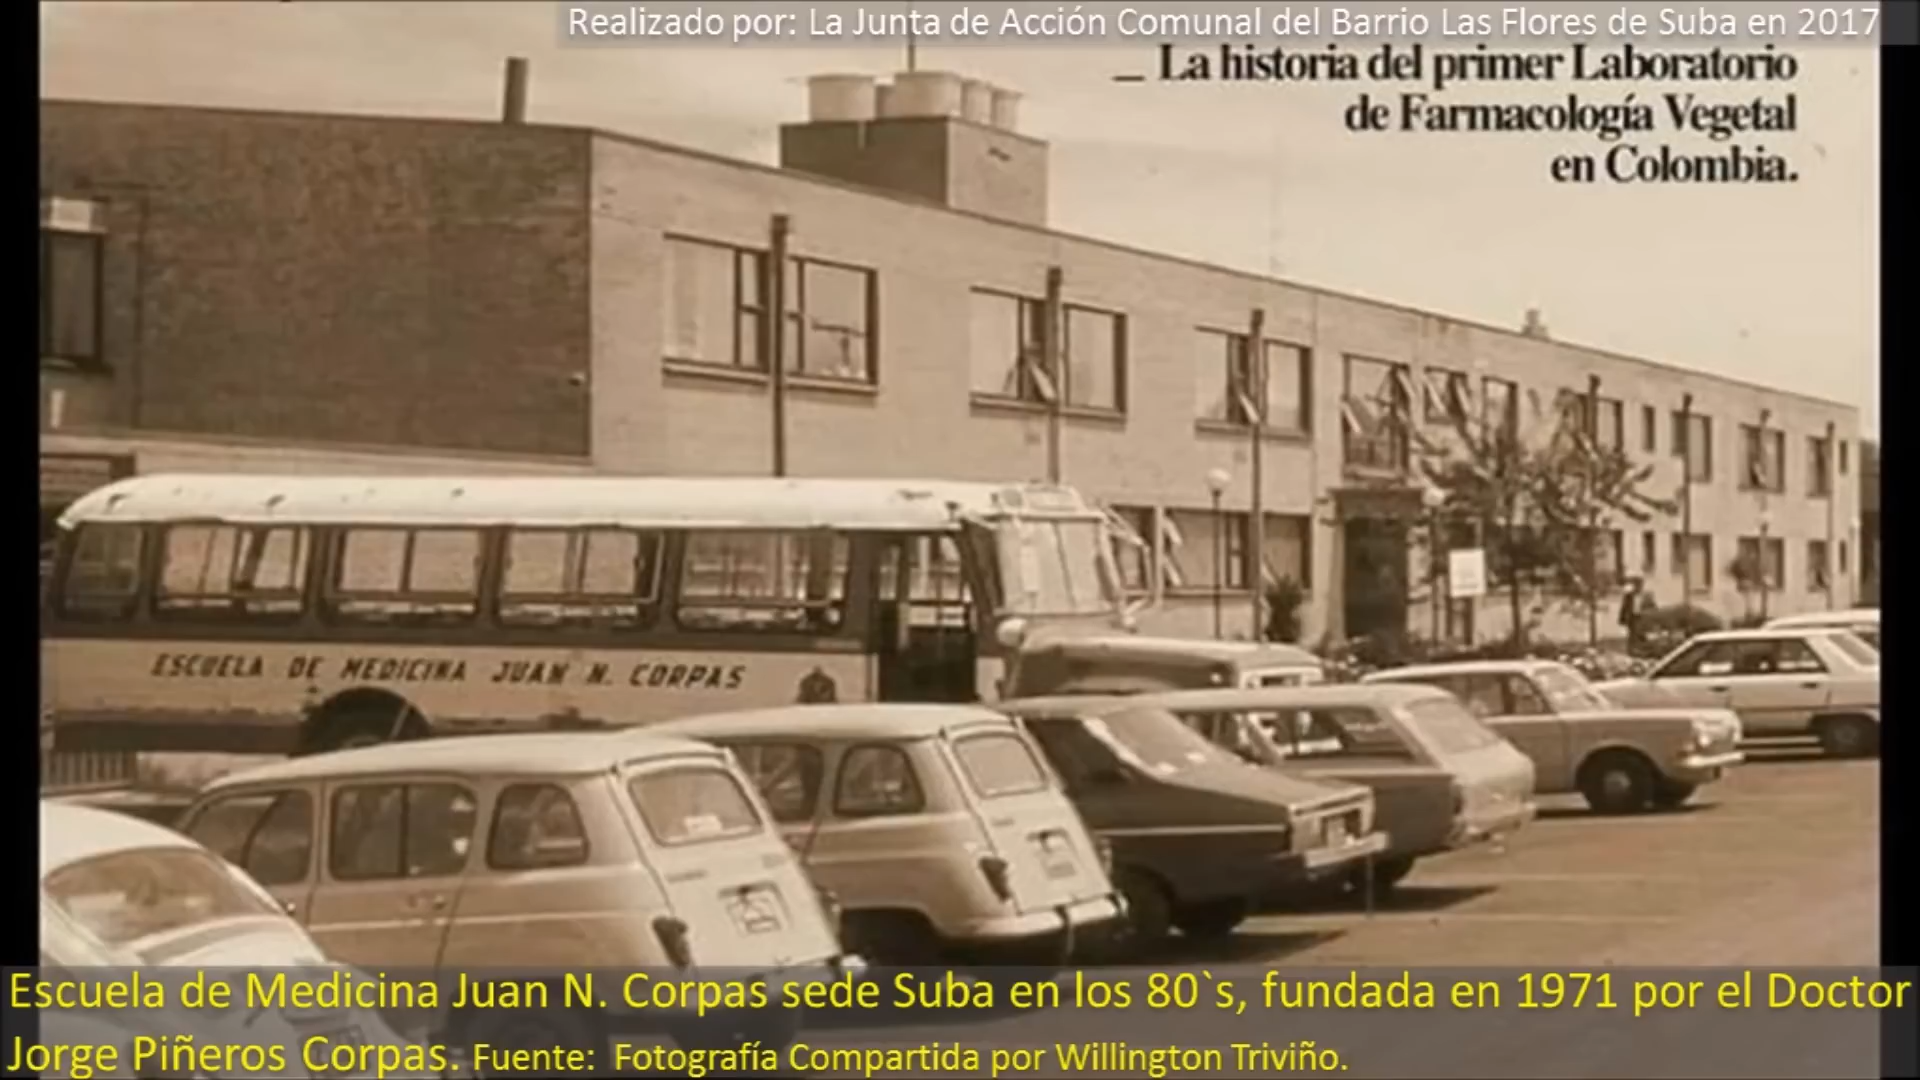 Realizado por: La Junta de Acción Comunal del Barrio Las Flores de Suba en 2017
_ La historia del primer Laboratorio
de Farmacología Vegetal
en Colombia.
ESCUELA DE MEDICINA JUAN N. CORPAS
Escuela de Medicina Juan N. Corpas sede Suba en los 80`s, fundada en 1971 por el Doctor
Jorge Piñeros Corpas. Fuente: Fotografía Compartida por Willington Triviño.